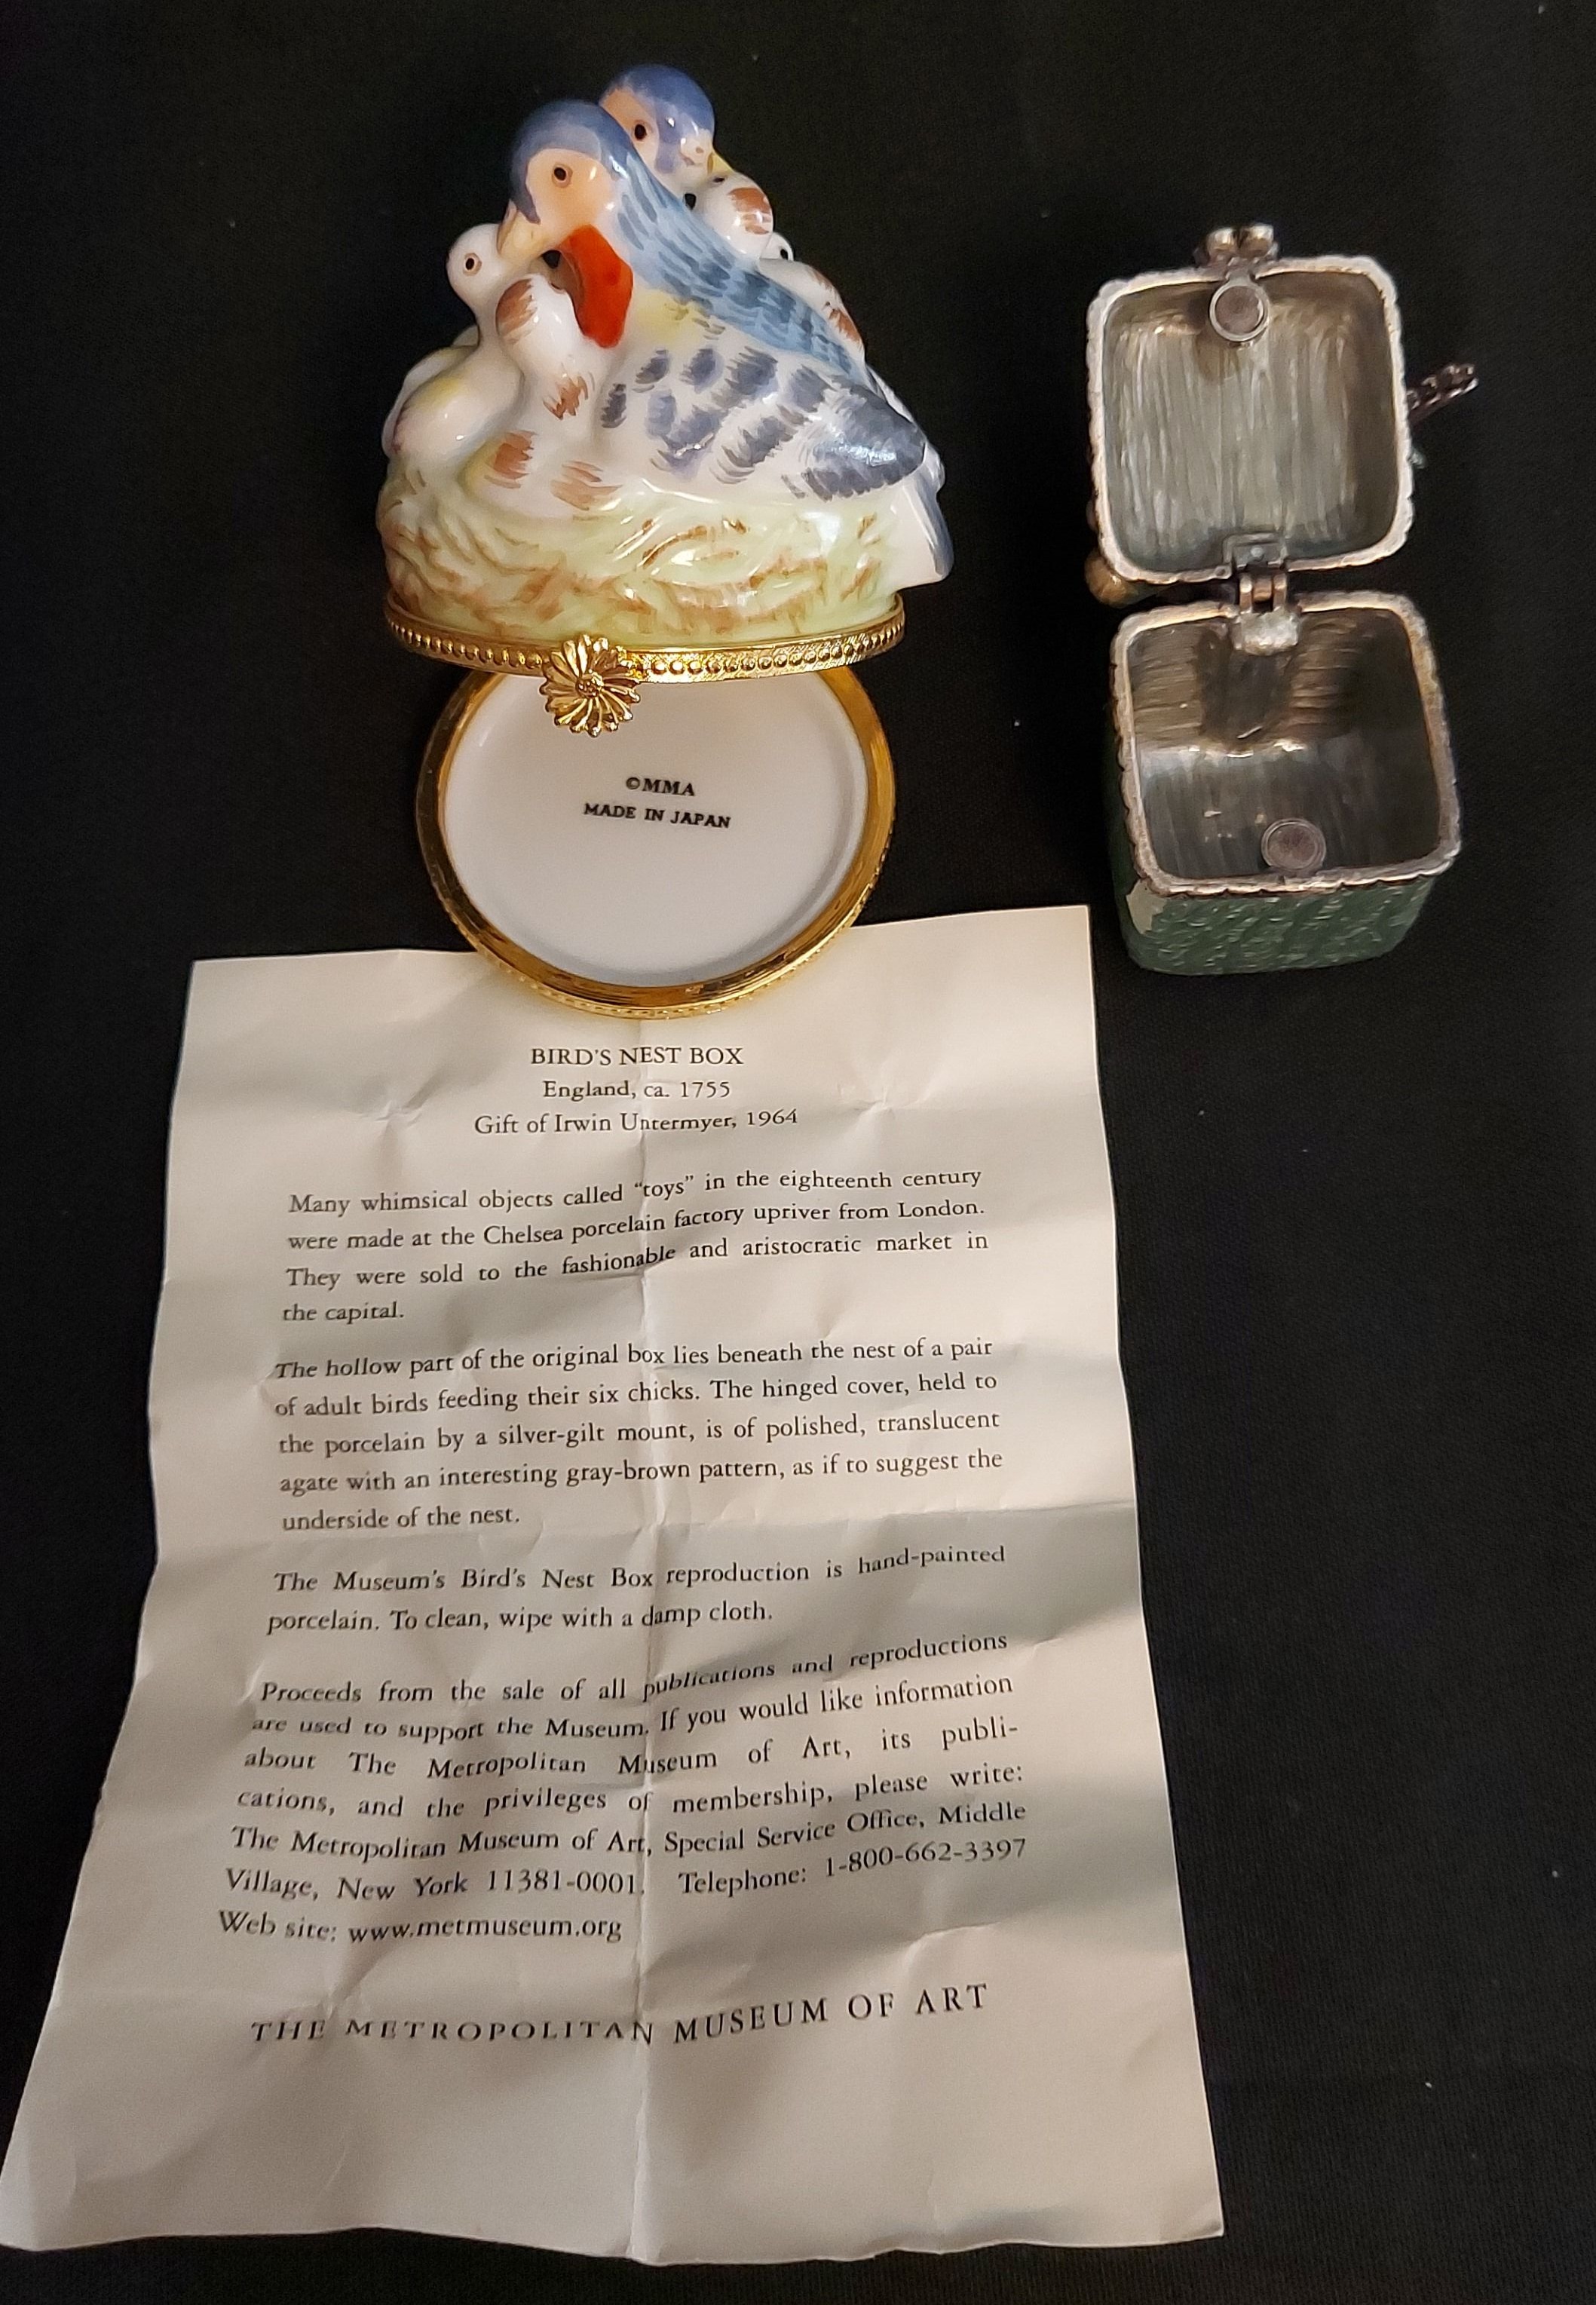 ©MMA
MADE IN JAPAN
BIRD'S NEST BOX
England, ca. 1755
Gift of Irwin Untermyer, 1964
Many whimsical objects called “toys” in the eighteenth century
were made at the Chelsea porcelain factory upriver from London.
They were sold to the fashionable and aristocratic market in
the capital.
The hollow part of the original box lies beneath the nest of a pair
of adult birds feeding their six chicks. The hinged cover, held to
the porcelain by a silver-gilt mount, is of polished, translucent
agate with an interesting gray-brown pattern, as if to suggest the
underside of the nest.
The Museum's Bird's Nest Box reproduction is hand-painted
porcelain. To clean, wipe with a damp cloth.
Proceeds from the sale of all publications and reproductions
are used to support the Museum. If you would like information
about The Metropolitan Museum of Art, its publi-
cations, and the privileges of membership, please write:
The Metropolitan Museum of Art, Special Service Office, Middle
Village, New York 11381-0001. Telephone: 1-800-662-3397
Web site: www.metmuseum.org
THE METROPOLITAN MUSEUM OF ART